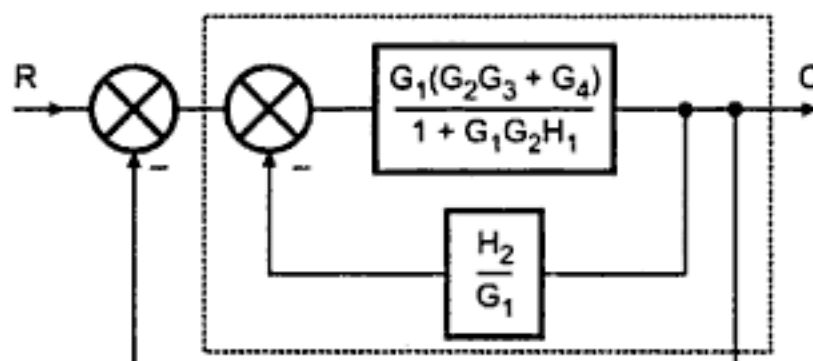 R
G₁(G₂G₃ + G₄)
C
1 + G₁G₂H₁
−
−
H₂
G₁